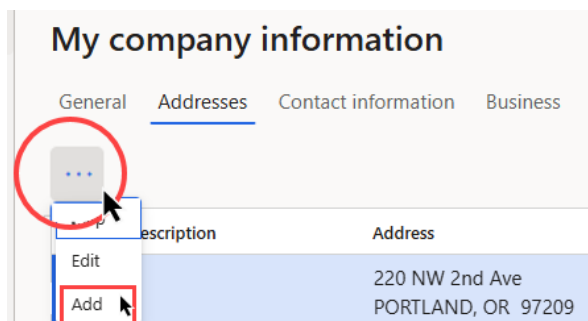 My company information
General Addresses Contact information Business
...
escription Address
Edit
220 NW 2nd Ave
Add
PORTLAND, OR 97209